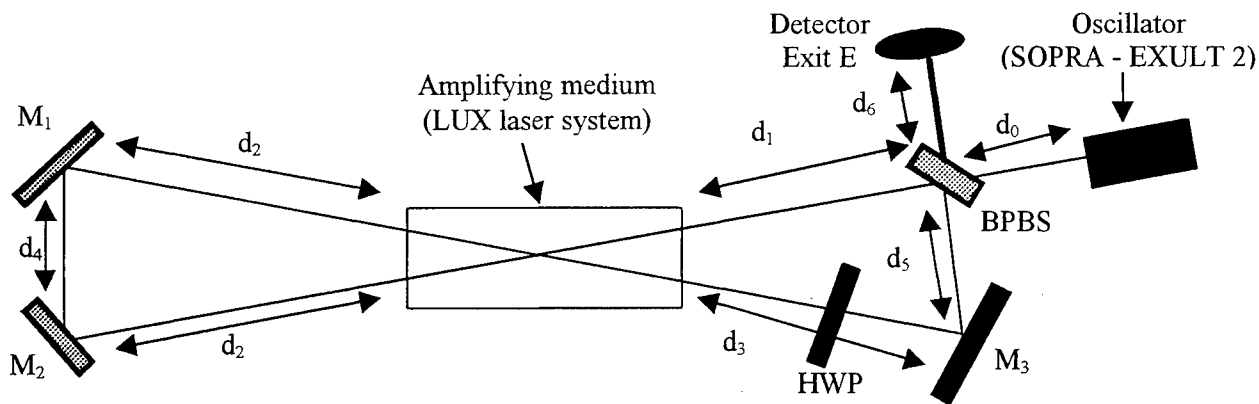 Detector
Exit E
Oscillator
(SOPRA - EXULT 2)
Amplifying medium
(LUX laser system)
M₁
d₂
d₁
d₆
d₀
BPBS
d₄
d₅
M₂
d₂
d₃
HWP
M₃